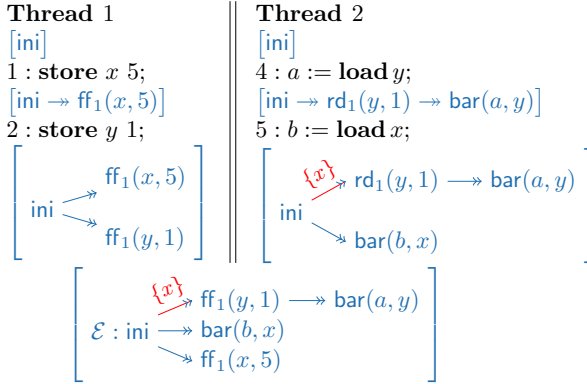 Thread 1
[ini]
1 : store x 5;
[ini ↠ ff₁(x, 5)]
2 : store y 1;
ff₁(x, 5)
ini
ff₁(y, 1)
Thread 2
[ini]
4 : a := load y;
[ini ↠ rd₁(y, 1) ↠ bar(a, y)]
5 : b := load x;
{x} rd₁(y, 1) ↠ bar(a, y)
ini
bar(b, x)
{x} ff₁(y, 1) ↠ bar(a, y)
ℰ : ini ↠ bar(b, x)
ff₁(x, 5)